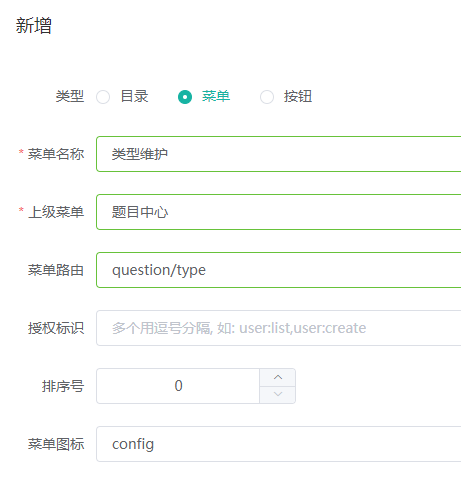 新增
类型 目录 菜单 按钮
* 菜单名称 类型维护
* 上级菜单 题目中心
菜单路由 question/type
授权标识 多个用逗号分隔, 如: user:list,user:create
排序号 0
菜单图标 config